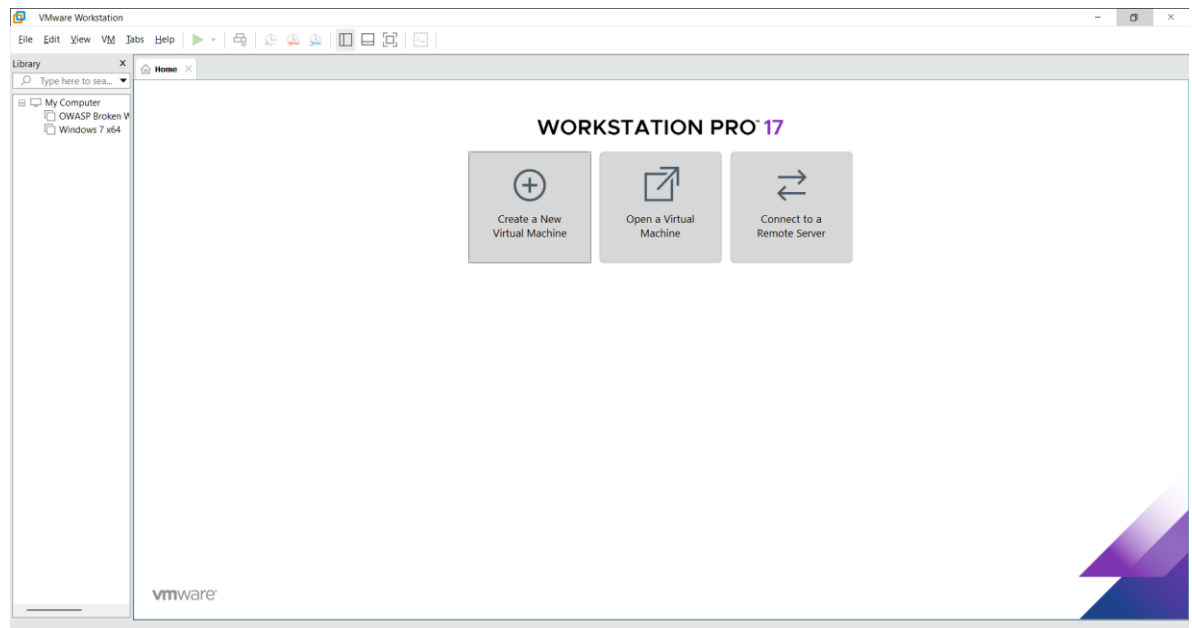 VMware Workstation
File Edit View VM Tabs Help
Library X
Home
Type here to sea...
My Computer
OWASP Broken W
Windows 7 x64
WORKSTATION PRO™ 17
Create a New
Virtual Machine
Open a Virtual
Machine
Connect to a
Remote Server
vmware